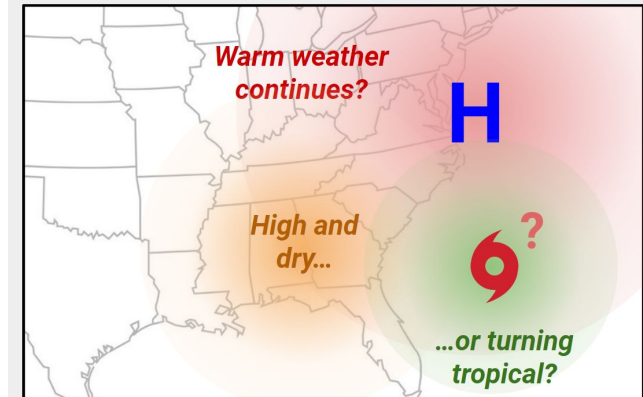 Warm weather
continues?
H
High and
dry...
?
...or turning
tropical?